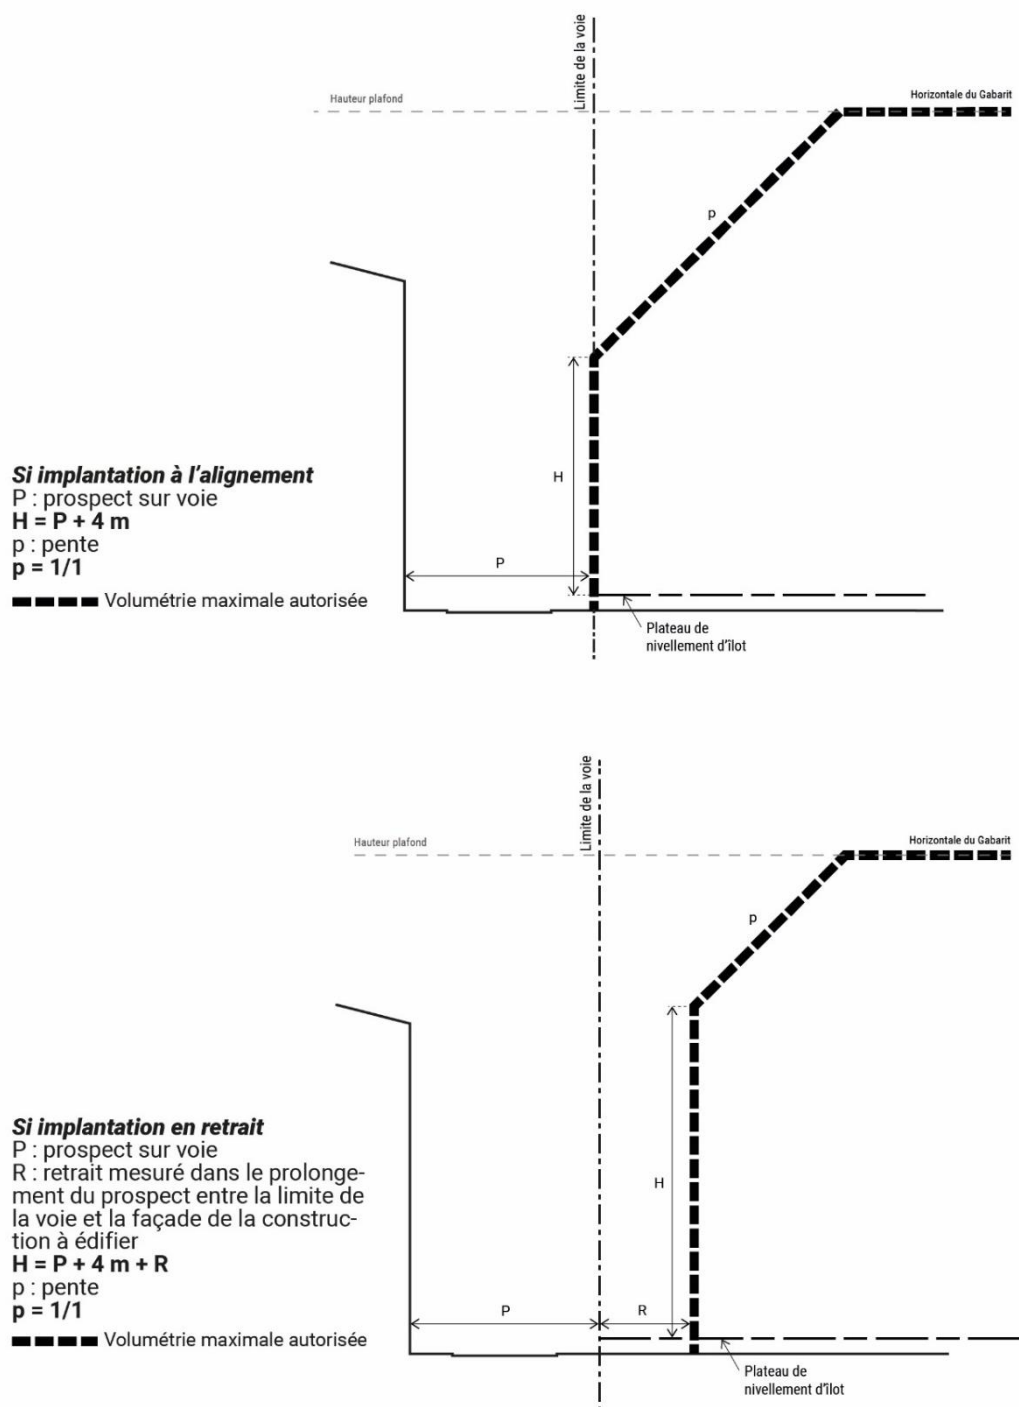 Limite de la voie
Hauteur plafond
Horizontale du Gabarit
p
H
Si implantation à l'alignement
P : prospect sur voie
H = P + 4 m
p : pente
p = 1/1
Volumétrie maximale autorisée
P
Plateau de
nivellement d'îlot
Limite de la voie
Hauteur plafond
Horizontale du Gabarit
p
Si implantation en retrait
P : prospect sur voie
R : retrait mesuré dans le prolonge-
ment du prospect entre la limite de
la voie et la façade de la construc-
tion à édifier
H = P + 4 m + R
p : pente
p = 1/1
Volumétrie maximale autorisée
H
P
R
Plateau de
nivellement d'îlot